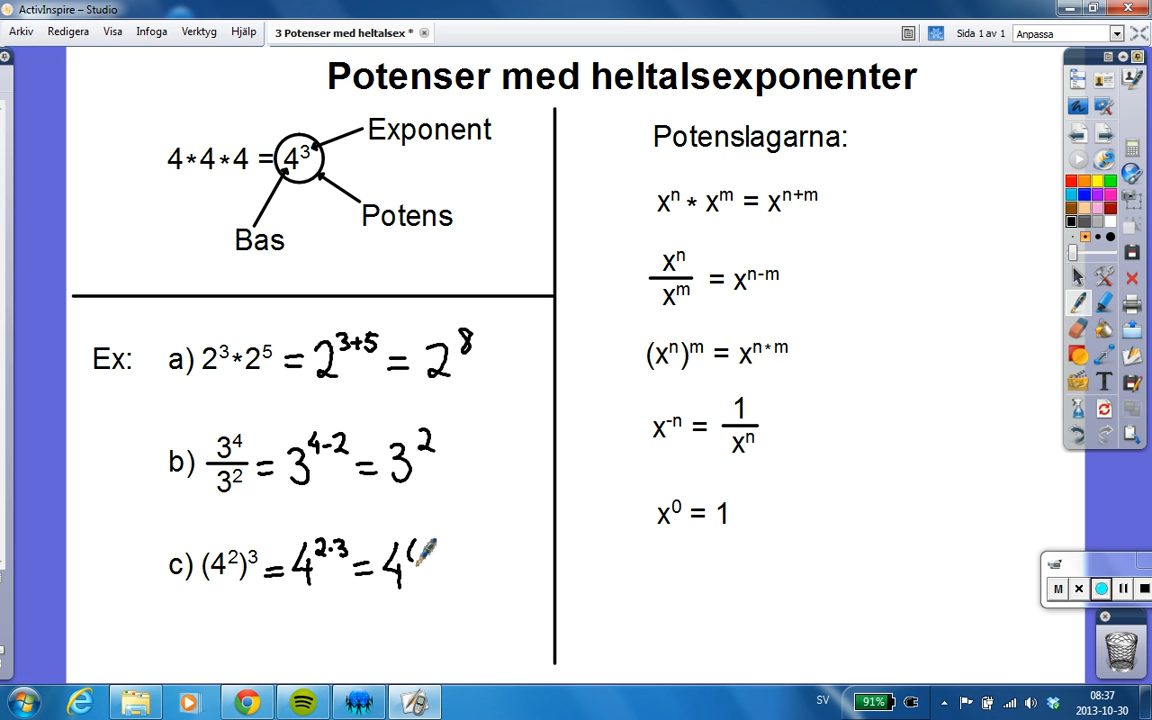 ActivInspire – Studio
Arkiv Redigera Visa Infoga Verktyg Hjälp 3 Potenser med heltalsex * Sida 1 av 1 Anpassa
Potenser med heltalsexponenter
4*4*4 = 4³
Exponent
Potens
Bas
Ex: a) 2³*2⁵ = 2³⁺⁵ = 2⁸
b) 3⁴/3² = 3⁴⁻² = 3²
c) (4²)³ = 4²·³ = 4
Potenslagarna:
xⁿ * xᵐ = xⁿ⁺ᵐ
xⁿ/xᵐ = xⁿ⁻ᵐ
(xⁿ)ᵐ = xⁿ*ᵐ
x⁻ⁿ = 1/xⁿ
x⁰ = 1
M
T
SV 91% 08:37
2013-10-30